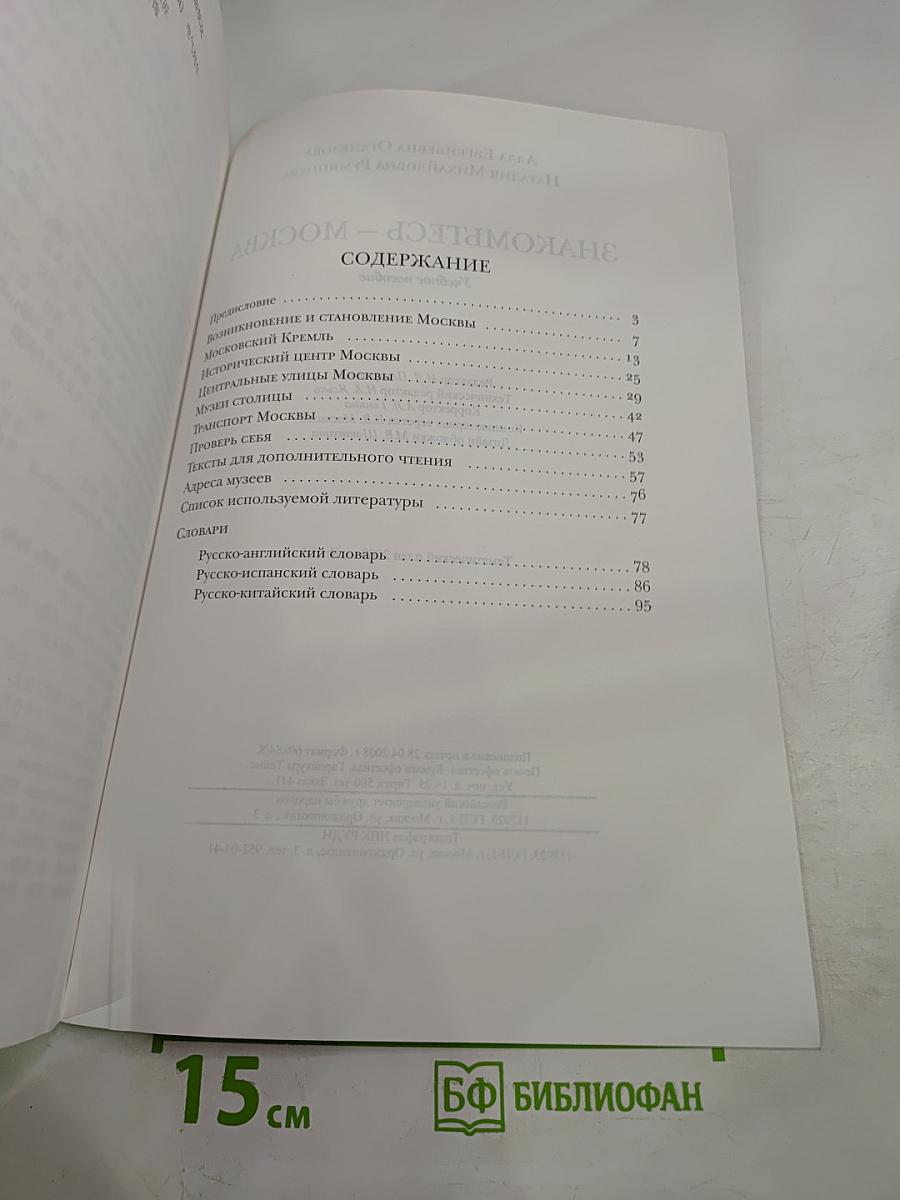 СОДЕРЖАНИЕ
Предисловие 3
Возникновение и становление Москвы 7
Московский Кремль 13
Исторический центр Москвы 25
Центральные улицы Москвы 29
Музеи столицы 42
Транспорт Москвы 47
Проверь себя 53
Тексты для дополнительного чтения 57
Адреса музеев 76
Список используемой литературы 77
Словари
Русско-английский словарь 78
Русско-испанский словарь 86
Русско-китайский словарь 95
15 см
БФ БИБЛИОФАН